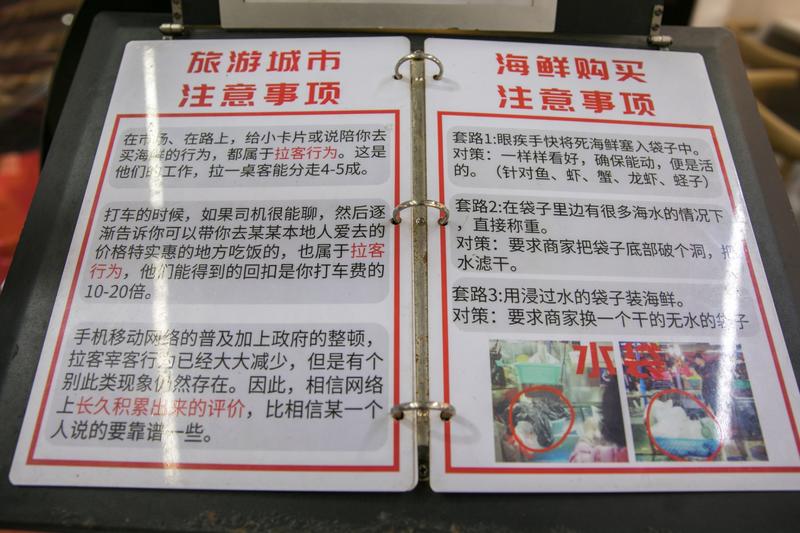 旅游城市
注意事项
在市场、在路上，给小卡片或说陪你去
买海鲜的行为，都属于拉客行为。这是
他们的工作，拉一桌客能分走4-5成。
打车的时候，如果司机很能聊，然后逐
渐告诉你可以带你去某某本地人爱去的
价格特实惠的地方吃饭的，也属于拉客
行为，他们能得到的回扣是你打车费的
10-20倍。
手机移动网络的普及加上政府的整顿，
拉客宰客行为已经大大减少，但是有个
别此类现象仍然存在。因此，相信网络
上长久积累出来的评价，比相信某一个
人说的要靠谱一些。
海鲜购买
注意事项
套路1:眼疾手快将死海鲜塞入袋子中。
对策：一样样看好，确保能动，便是活
的。（针对鱼、虾、蟹、龙虾、蛏子）
套路2:在袋子里边有很多海水的情况下
，直接称重。
对策：要求商家把袋子底部破个洞，把
水滤干。
套路3:用浸过水的袋子装海鲜。
对策：要求商家换一个干的无水的袋子
水袋